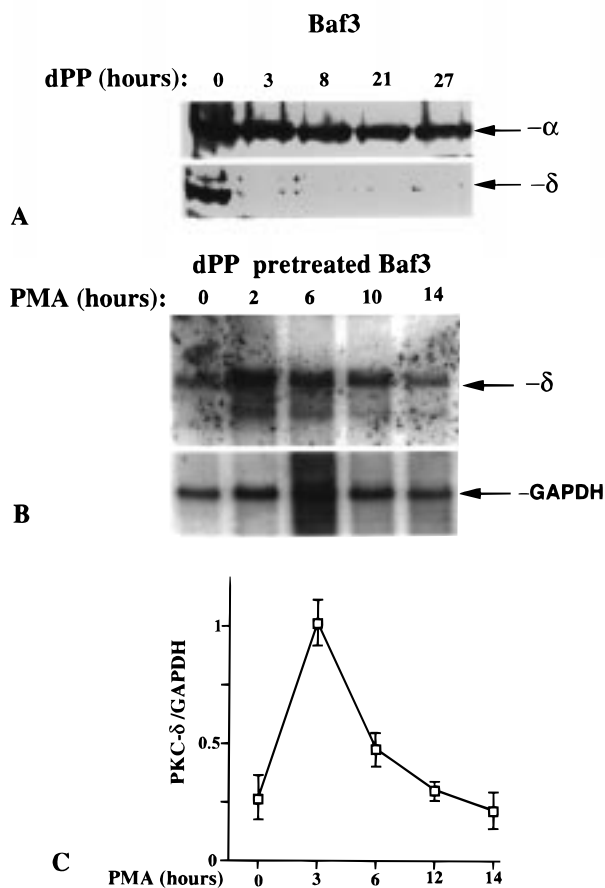 Baf3
dPP (hours): 0 3 8 21 27
–α
–δ
A
dPP pretreated Baf3
PMA (hours): 0 2 6 10 14
–δ
–GAPDH
B
PKC-δ/GAPDH
1
0.5
0
0 3 6 12 14
PMA (hours)
C